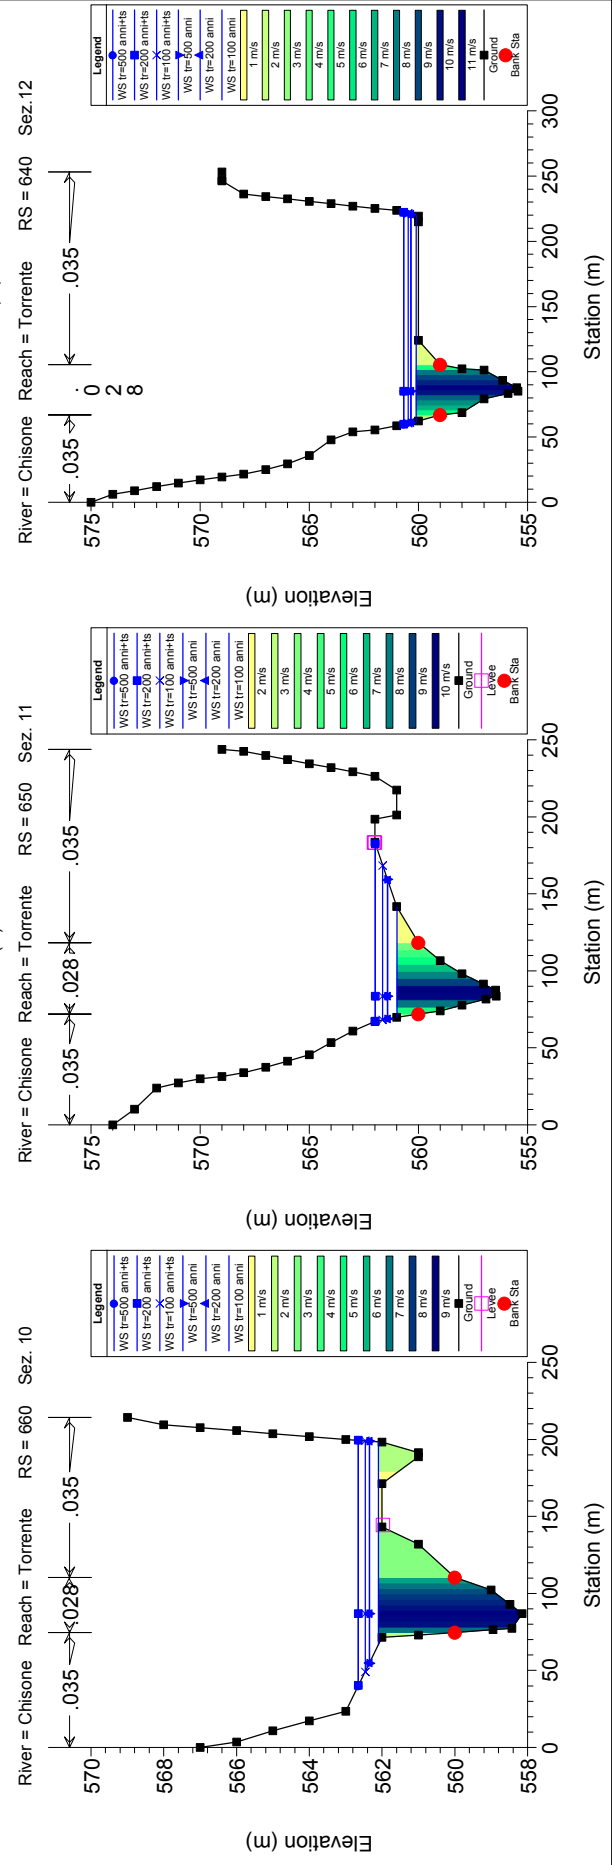 River = Chisone Reach = Torrente RS = 660 Sez. 10
.035
.028
.035
Elevation (m)
570
568
566
564
562
560
558
0
50
100
150
200
250
Station (m)
Legend
WS tr=500 anni+ts
WS tr=200 anni+ts
WS tr=100 anni+ts
WS tr=500 anni
WS tr=200 anni
WS tr=100 anni
1 m/s
2 m/s
3 m/s
4 m/s
5 m/s
6 m/s
7 m/s
8 m/s
9 m/s
Ground
Levee
Bank Sta
River = Chisone Reach = Torrente RS = 650 Sez. 11
.035
.028
.035
Elevation (m)
575
570
565
560
555
0
50
100
150
200
250
Station (m)
Legend
WS tr=500 anni+ts
WS tr=200 anni+ts
WS tr=100 anni+ts
WS tr=500 anni
WS tr=200 anni
WS tr=100 anni
2 m/s
3 m/s
4 m/s
5 m/s
6 m/s
7 m/s
8 m/s
9 m/s
10 m/s
Ground
Levee
Bank Sta
River = Chisone Reach = Torrente RS = 640 Sez.12
.035
.
0
2
8
.035
Elevation (m)
575
570
565
560
555
0
50
100
150
200
250
300
Station (m)
Legend
WS tr=500 anni+ts
WS tr=200 anni+ts
WS tr=100 anni+ts
WS tr=500 anni
WS tr=200 anni
WS tr=100 anni
1 m/s
2 m/s
3 m/s
4 m/s
5 m/s
6 m/s
7 m/s
8 m/s
9 m/s
10 m/s
11 m/s
Ground
Bank Sta